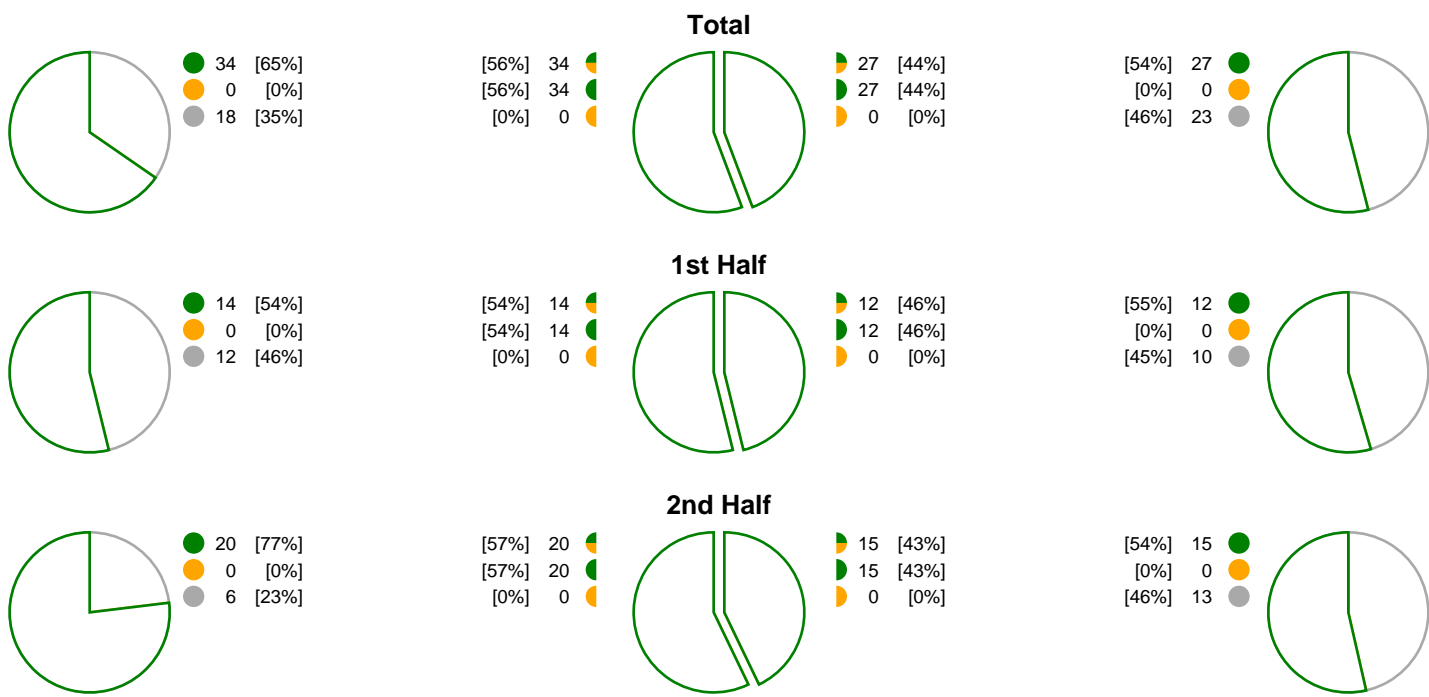 Total
34 [65%] [56%] 34 27 [44%] [54%] 27
0 [0%] [56%] 34 27 [44%] [0%] 0
18 [35%] [0%] 0 0 [0%] [46%] 23
1st Half
14 [54%] [54%] 14 12 [46%] [55%] 12
0 [0%] [54%] 14 12 [46%] [0%] 0
12 [46%] [0%] 0 0 [0%] [45%] 10
2nd Half
20 [77%] [57%] 20 15 [43%] [54%] 15
0 [0%] [57%] 20 15 [43%] [0%] 0
6 [23%] [0%] 0 0 [0%] [46%] 13